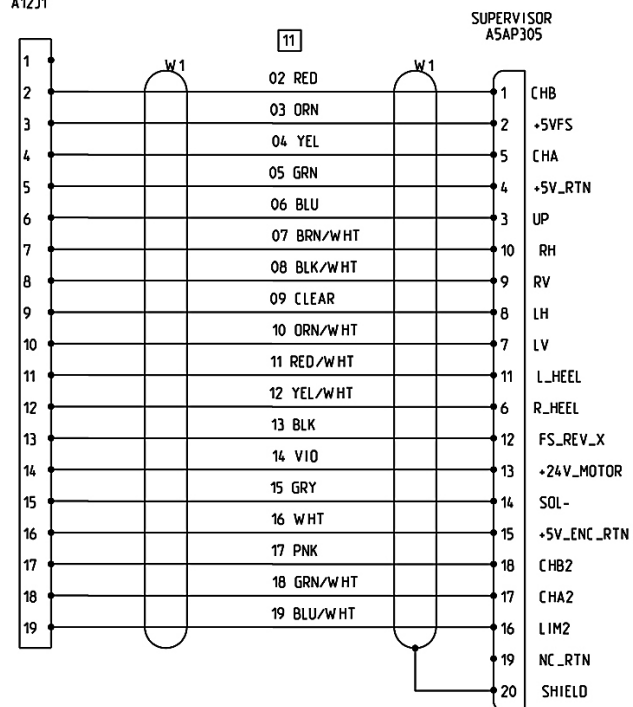 A12J1
SUPERVISOR
A5AP305
11
W1
W1
1
2 02 RED 1 CHB
3 03 ORN 2 +5VFS
4 04 YEL 5 CHA
5 05 GRN 4 +5V_RTN
6 06 BLU 3 UP
7 07 BRN/WHT 10 RH
8 08 BLK/WHT 9 RV
9 09 CLEAR 8 LH
10 10 ORN/WHT 7 LV
11 11 RED/WHT 11 L_HEEL
12 12 YEL/WHT 6 R_HEEL
13 13 BLK 12 FS_REV_X
14 14 VIO 13 +24V_MOTOR
15 15 GRY 14 SOL-
16 16 WHT 15 +5V_ENC_RTN
17 17 PNK 18 CHB2
18 18 GRN/WHT 17 CHA2
19 19 BLU/WHT 16 LIM2
19 NC_RTN
20 SHIELD